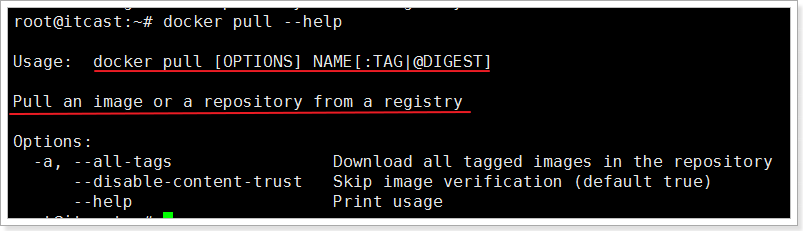 root@itcast:~# docker pull --help
Usage:  docker pull [OPTIONS] NAME[:TAG|@DIGEST]
Pull an image or a repository from a registry
Options:
  -a, --all-tags                Download all tagged images in the repository
      --disable-content-trust   Skip image verification (default true)
      --help                    Print usage